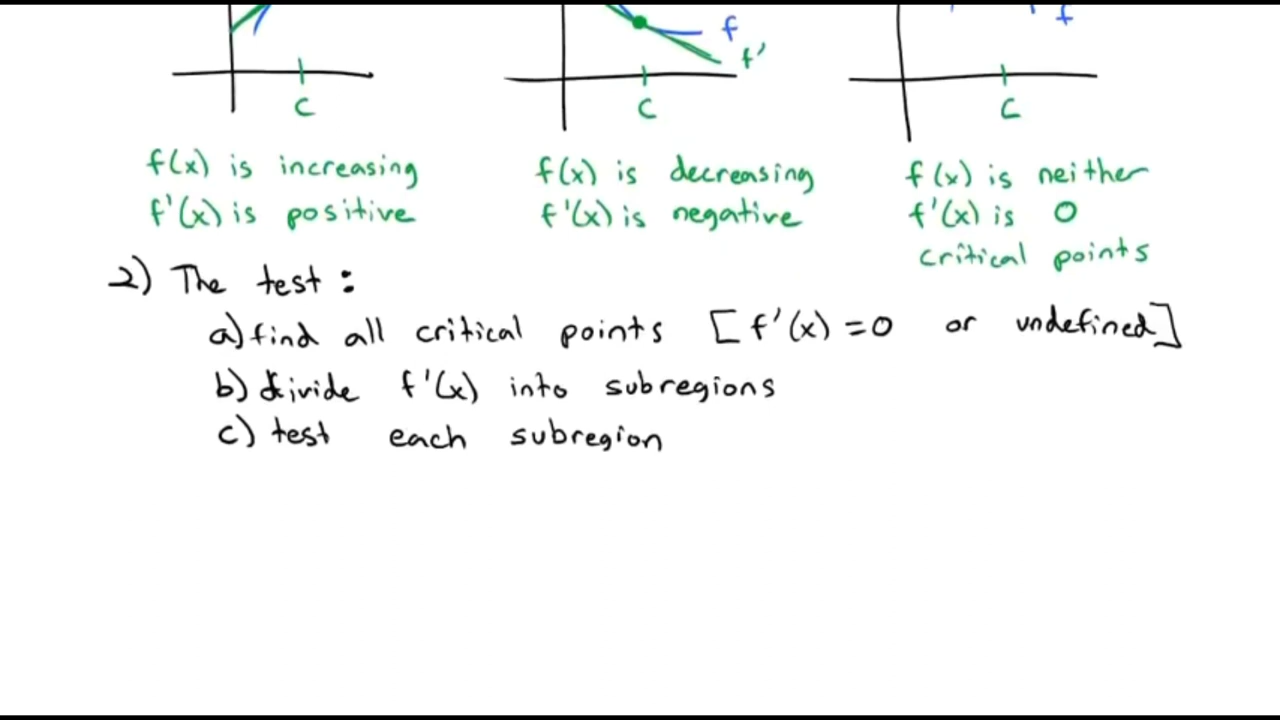 f
f'
f
C
C
C
f(x) is increasing
f'(x) is positive
f(x) is decreasing
f'(x) is negative
f(x) is neither
f'(x) is 0
critical points
2) The test:
a) find all critical points [f'(x) = 0 or undefined]
b) divide f'(x) into subregions
c) test each subregion